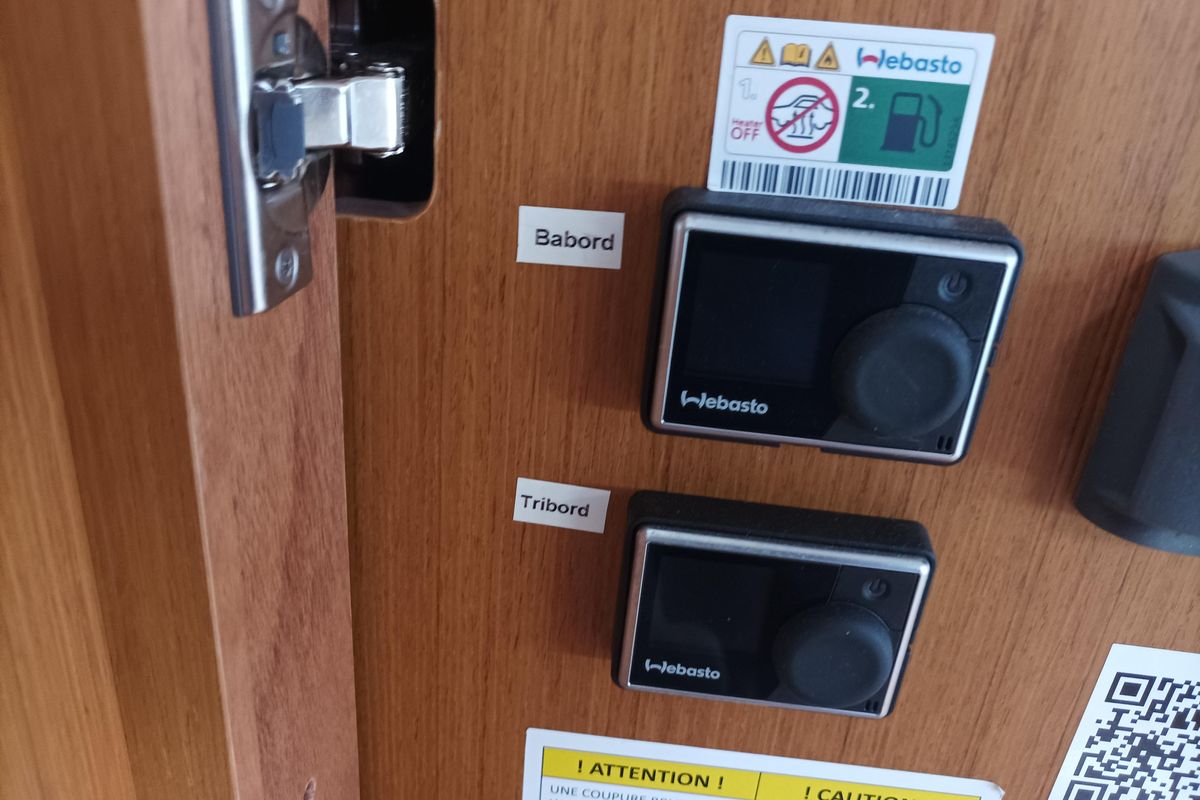 Webasto
1.
2.
Heater
OFF
Babord
Webasto
Tribord
Webasto
! ATTENTION !
! CAUTION
UNE COUPURE